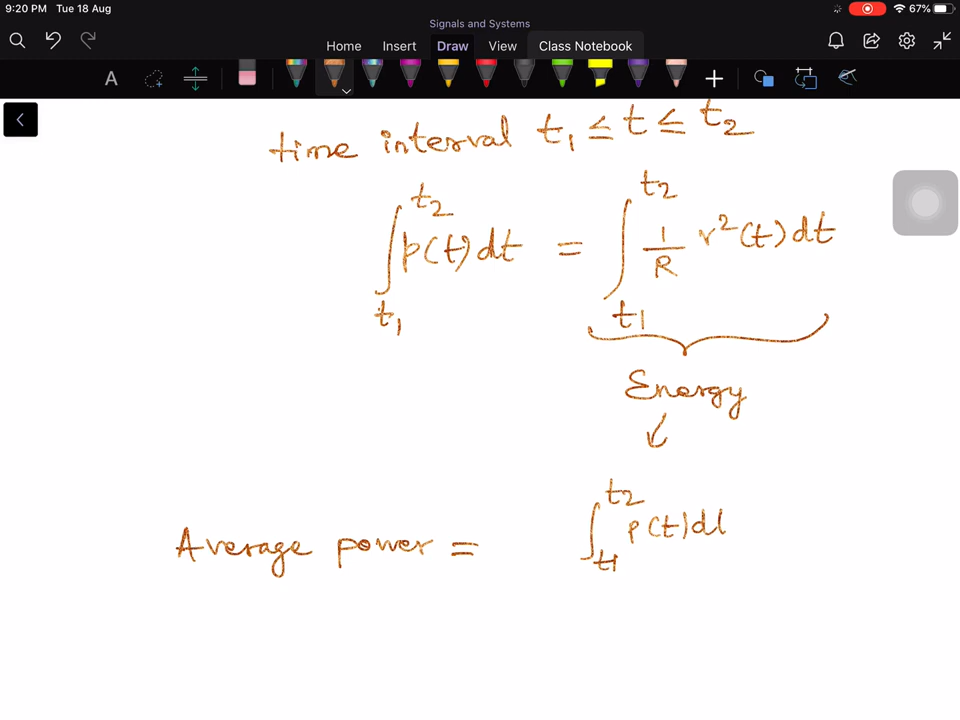 9:20 PM Tue 18 Aug
Signals and Systems
67%
Home Insert Draw View Class Notebook
A
time interval t₁ ≤ t ≤ t₂
∫_{t₁}^{t₂} p(t) dt = ∫_{t1}^{t₂} 1/R v²(t) dt
Energy
Average power = ∫_{t1}^{t2} p(t) dt